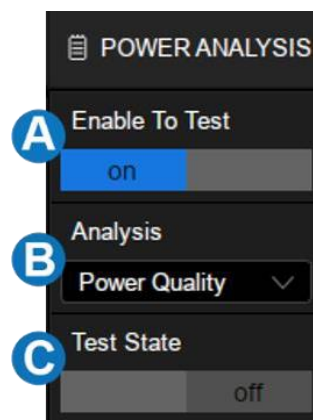 POWER ANALYSIS
A
Enable To Test
on
B
Analysis
Power Quality
C
Test State
off